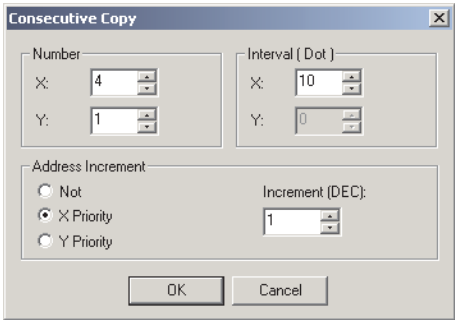 Consecutive Copy
Number
X: 4
Y: 1
Interval ( Dot )
X: 10
Y: 0
Address Increment
Not
X Priority
Y Priority
Increment (DEC):
1
OK
Cancel